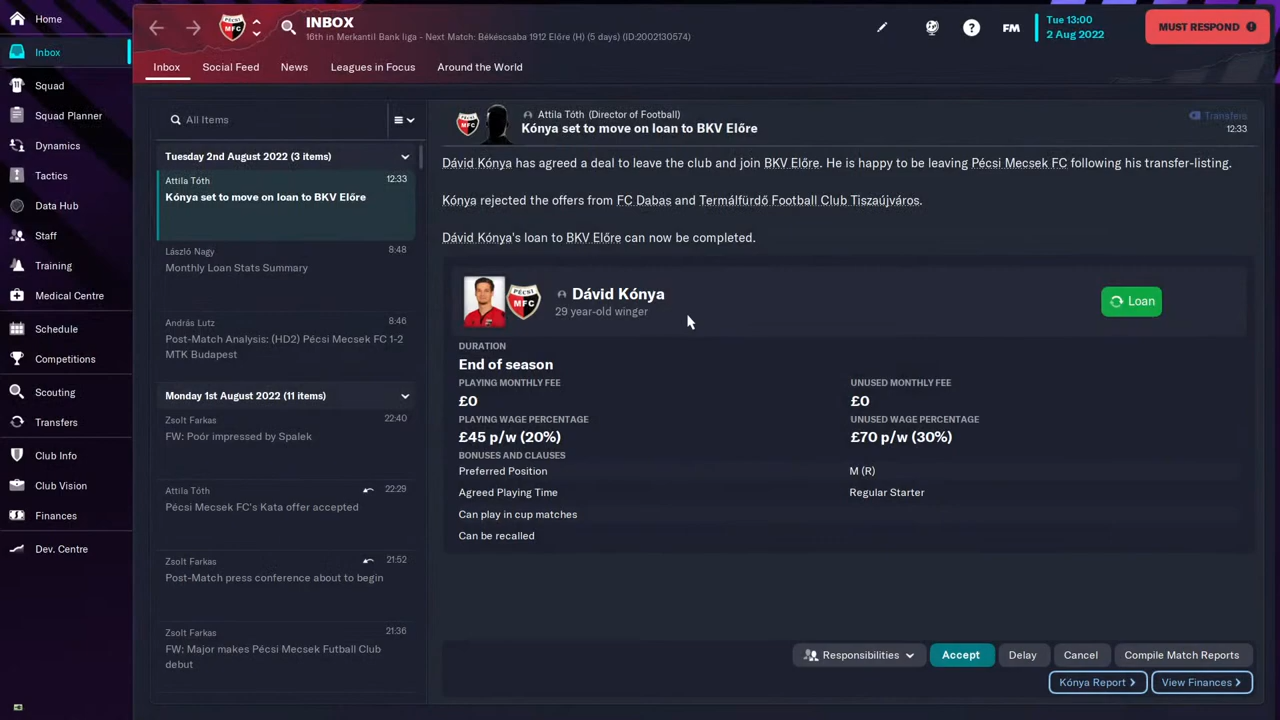 Home
Inbox
Squad
Squad Planner
Dynamics
Tactics
Data Hub
Staff
Training
Medical Centre
Schedule
Competitions
Scouting
Transfers
Club Info
Club Vision
Finances
Dev. Centre
INBOX
16th in Merkantil Bank liga - Next Match: Békéscsaba 1912 Előre (H) (5 days) (ID:2002130574)
FM
Tue 13:00
2 Aug 2022
MUST RESPOND
Inbox
Social Feed
News
Leagues in Focus
Around the World
All Items
Tuesday 2nd August 2022 (3 items)
Attila Tóth 12:33
Kónya set to move on loan to BKV Előre
László Nagy 8:48
Monthly Loan Stats Summary
András Lutz 8:46
Post-Match Analysis: (HD2) Pécsi Mecsek FC 1-2
MTK Budapest
Monday 1st August 2022 (11 items)
Zsolt Farkas 22:40
FW: Poór impressed by Spalek
Attila Tóth 22:29
Pécsi Mecsek FC's Kata offer accepted
Zsolt Farkas 21:52
Post-Match press conference about to begin
Zsolt Farkas 21:36
FW: Major makes Pécsi Mecsek Futball Club
debut
Attila Tóth (Director of Football)
Kónya set to move on loan to BKV Előre
Transfers
12:33
Dávid Kónya has agreed a deal to leave the club and join BKV Előre. He is happy to be leaving Pécsi Mecsek FC following his transfer-listing.
Kónya rejected the offers from FC Dabas and Termálfürdő Football Club Tiszaújváros.
Dávid Kónya's loan to BKV Előre can now be completed.
Dávid Kónya
29 year-old winger
Loan
DURATION
End of season
PLAYING MONTHLY FEE UNUSED MONTHLY FEE
£0 £0
PLAYING WAGE PERCENTAGE UNUSED WAGE PERCENTAGE
£45 p/w (20%) £70 p/w (30%)
BONUSES AND CLAUSES
Preferred Position M (R)
Agreed Playing Time Regular Starter
Can play in cup matches
Can be recalled
Responsibilities
Accept
Delay
Cancel
Compile Match Reports
Kónya Report
View Finances